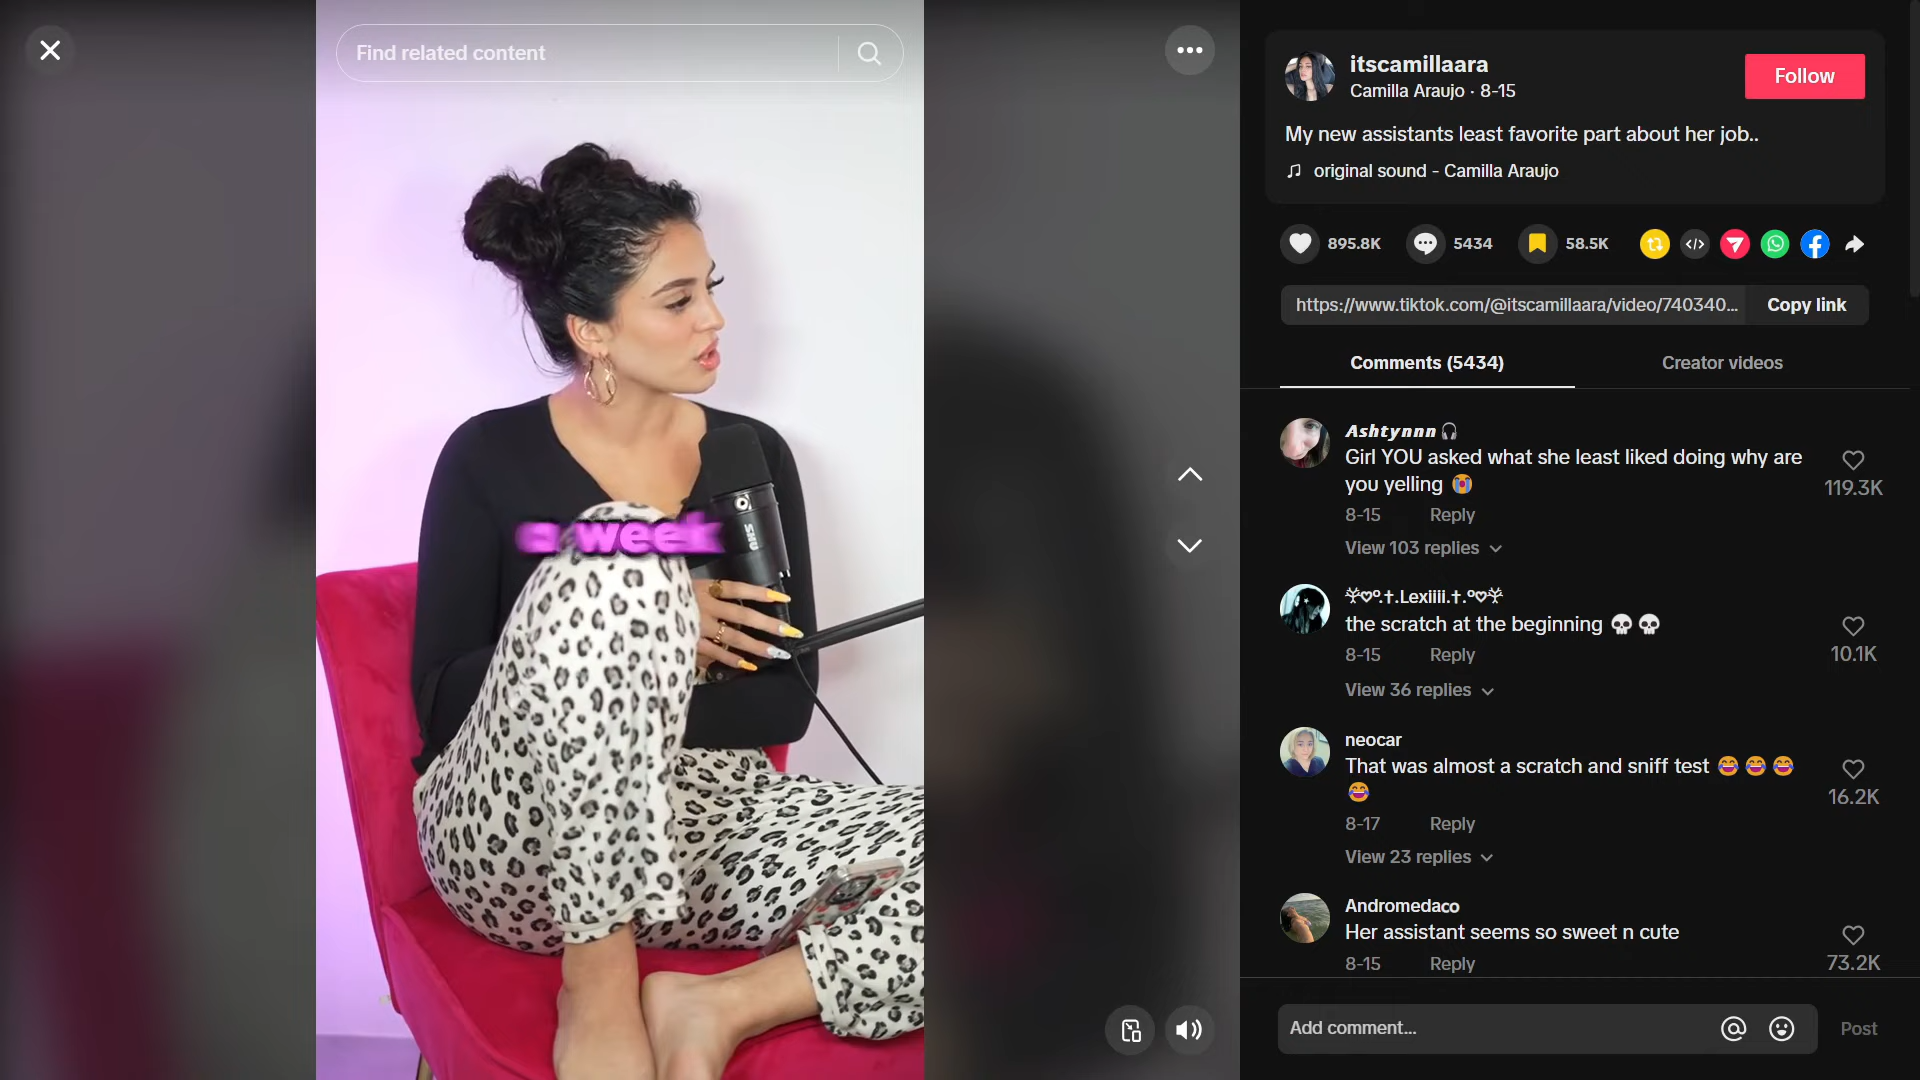 Find related content
a week
SHU
itscamillaara
Camilla Araujo · 8-15
Follow
My new assistants least favorite part about her job..
original sound - Camilla Araujo
895.8K
5434
58.5K
https://www.tiktok.com/@itscamillaara/video/740340...
Copy link
Comments (5434)
Creator videos
Ashtynnn🎧
Girl YOU asked what she least liked doing why are
you yelling 😭
119.3K
8-15 Reply
View 103 replies
⚧♡º.✝.Lexiiii.✝.º♡⚧
the scratch at the beginning 💀💀
10.1K
8-15 Reply
View 36 replies
neocar
That was almost a scratch and sniff test 😂😂😂
😂
16.2K
8-17 Reply
View 23 replies
Andromedaco
Her assistant seems so sweet n cute
73.2K
8-15 Reply
Add comment...
Post